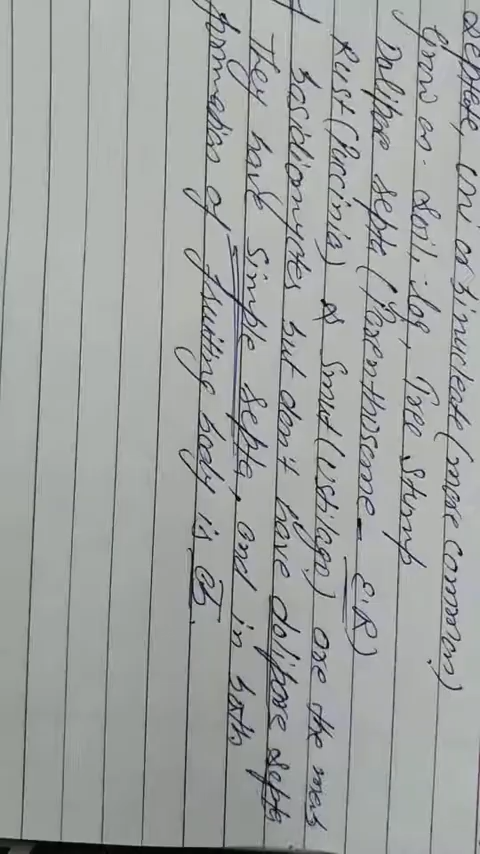 Septate, uni or binucleate (more common)
Grow on - Soil, log, Tree Stump
Dolipore septa (Parenthosome - E.R)
Rust (Puccinia) & Smut (Ustilago) are the
basidiomycetes but don't have dolipore septa
They have simple septa, and in both
formation of fruiting body is